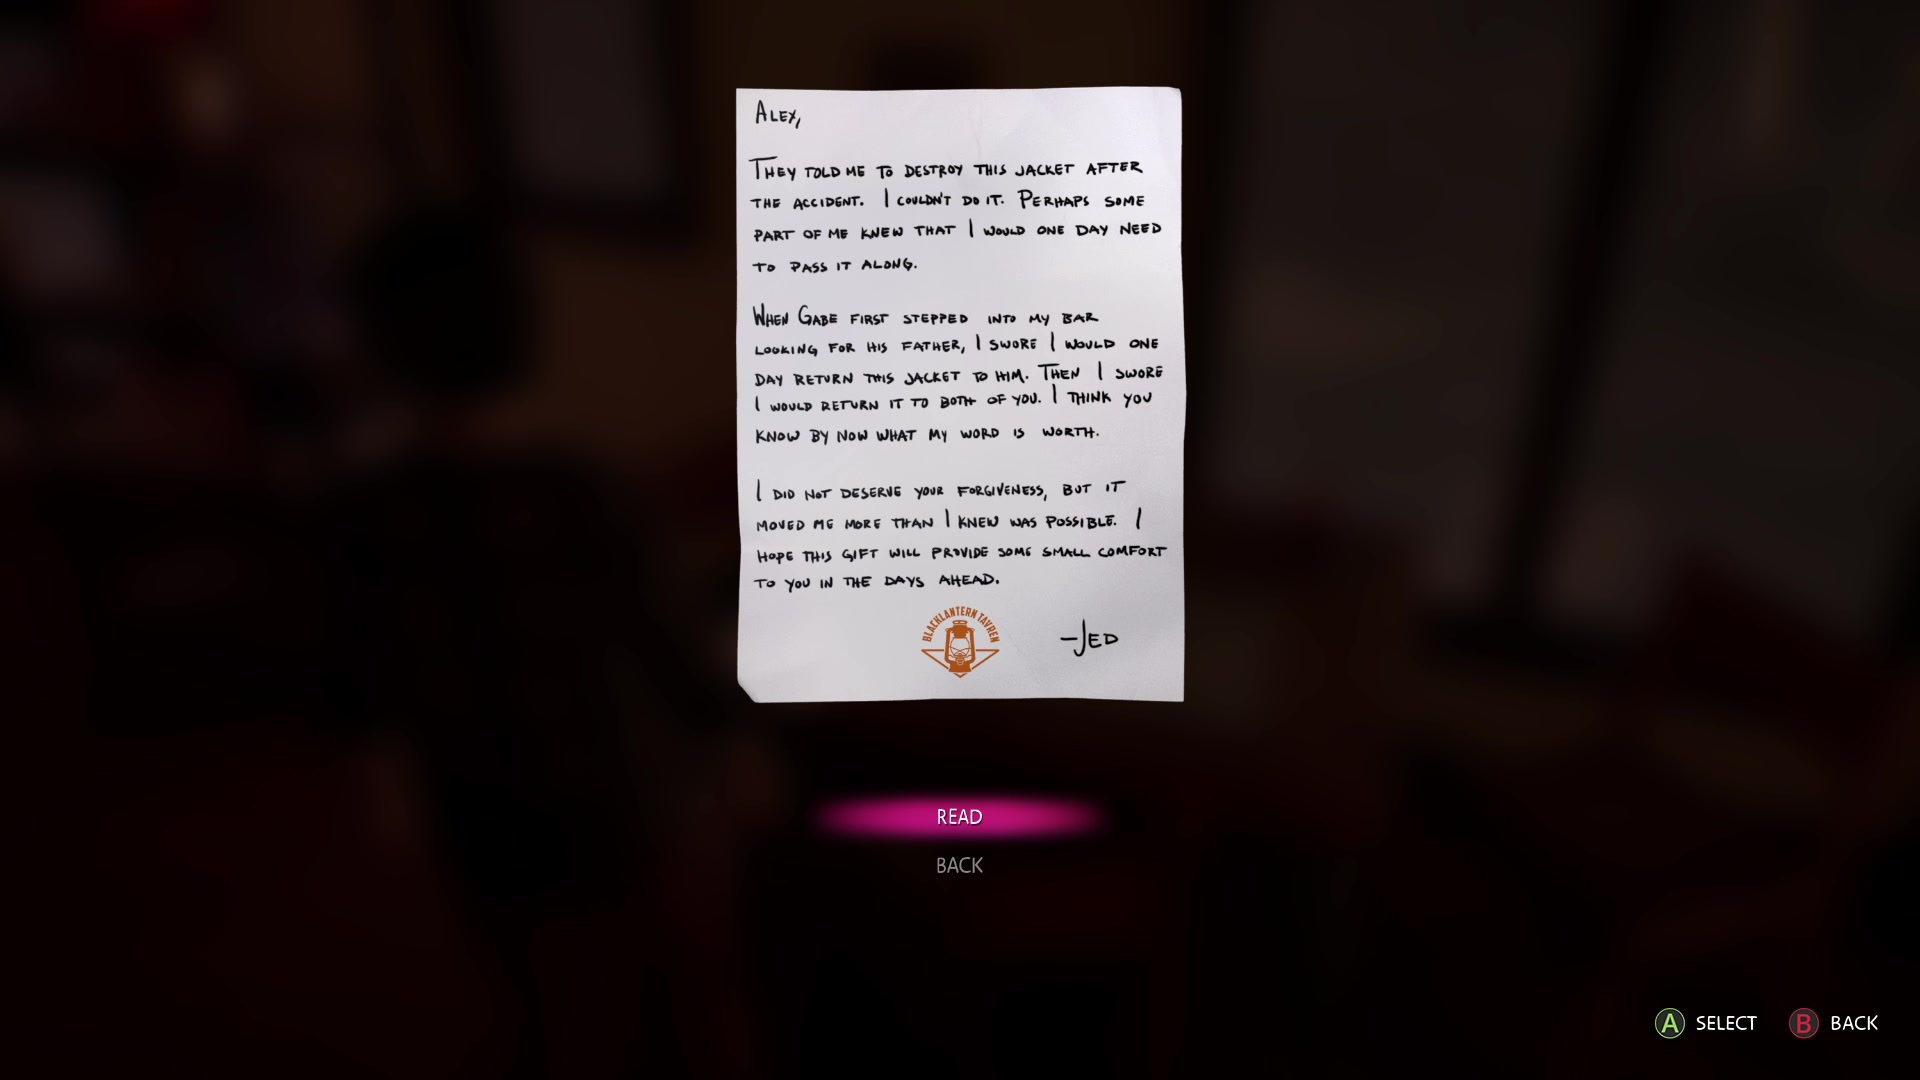 ALEX,
THEY TOLD ME TO DESTROY THIS JACKET AFTER
THE ACCIDENT. I COULDN'T DO IT. PERHAPS SOME
PART OF ME KNEW THAT I WOULD ONE DAY NEED
TO PASS IT ALONG.
WHEN GABE FIRST STEPPED INTO MY BAR
LOOKING FOR HIS FATHER, I SWORE I WOULD ONE
DAY RETURN THIS JACKET TO HIM. THEN I SWORE
I WOULD RETURN IT TO BOTH OF YOU. I THINK YOU
KNOW BY NOW WHAT MY WORD IS WORTH.
I DID NOT DESERVE YOUR FORGIVENESS, BUT IT
MOVED ME MORE THAN I KNEW WAS POSSIBLE. I
HOPE THIS GIFT WILL PROVIDE SOME SMALL COMFORT
TO YOU IN THE DAYS AHEAD.
BLACKLANTERN TAVREN
-JED
READ
BACK
A SELECT B BACK